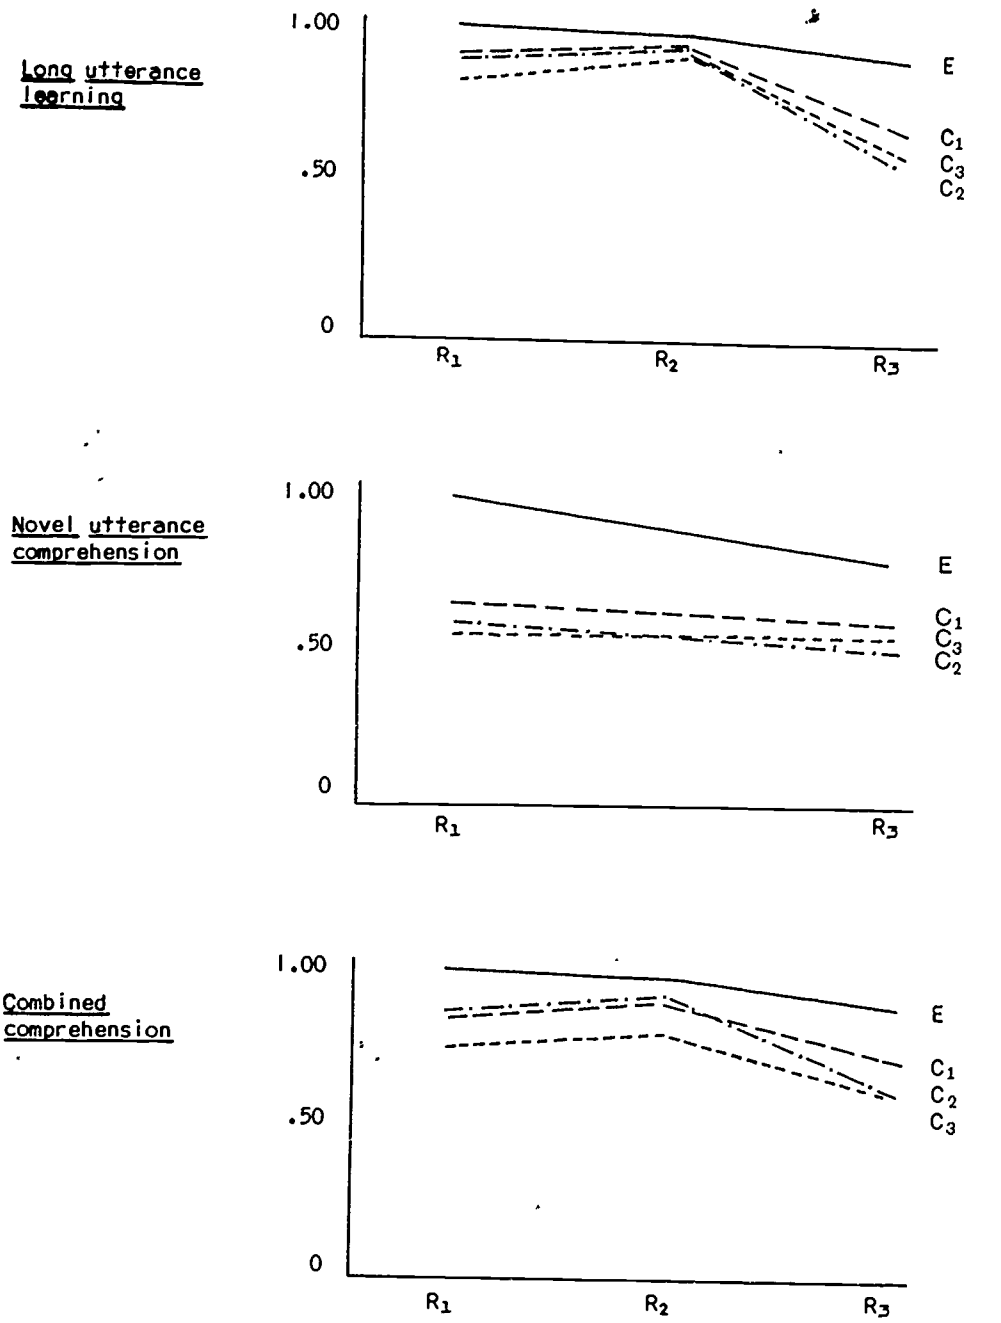 1.00
Long utterance
learning
.50
0
E
C₁
C₃
C₂
R₁
R₂
R₃
1.00
Novel utterance
comprehension
.50
0
E
C₁
C₃
C₂
R₁
R₃
1.00
Combined
comprehension
.50
0
E
C₁
C₂
C₃
R₁
R₂
R₃